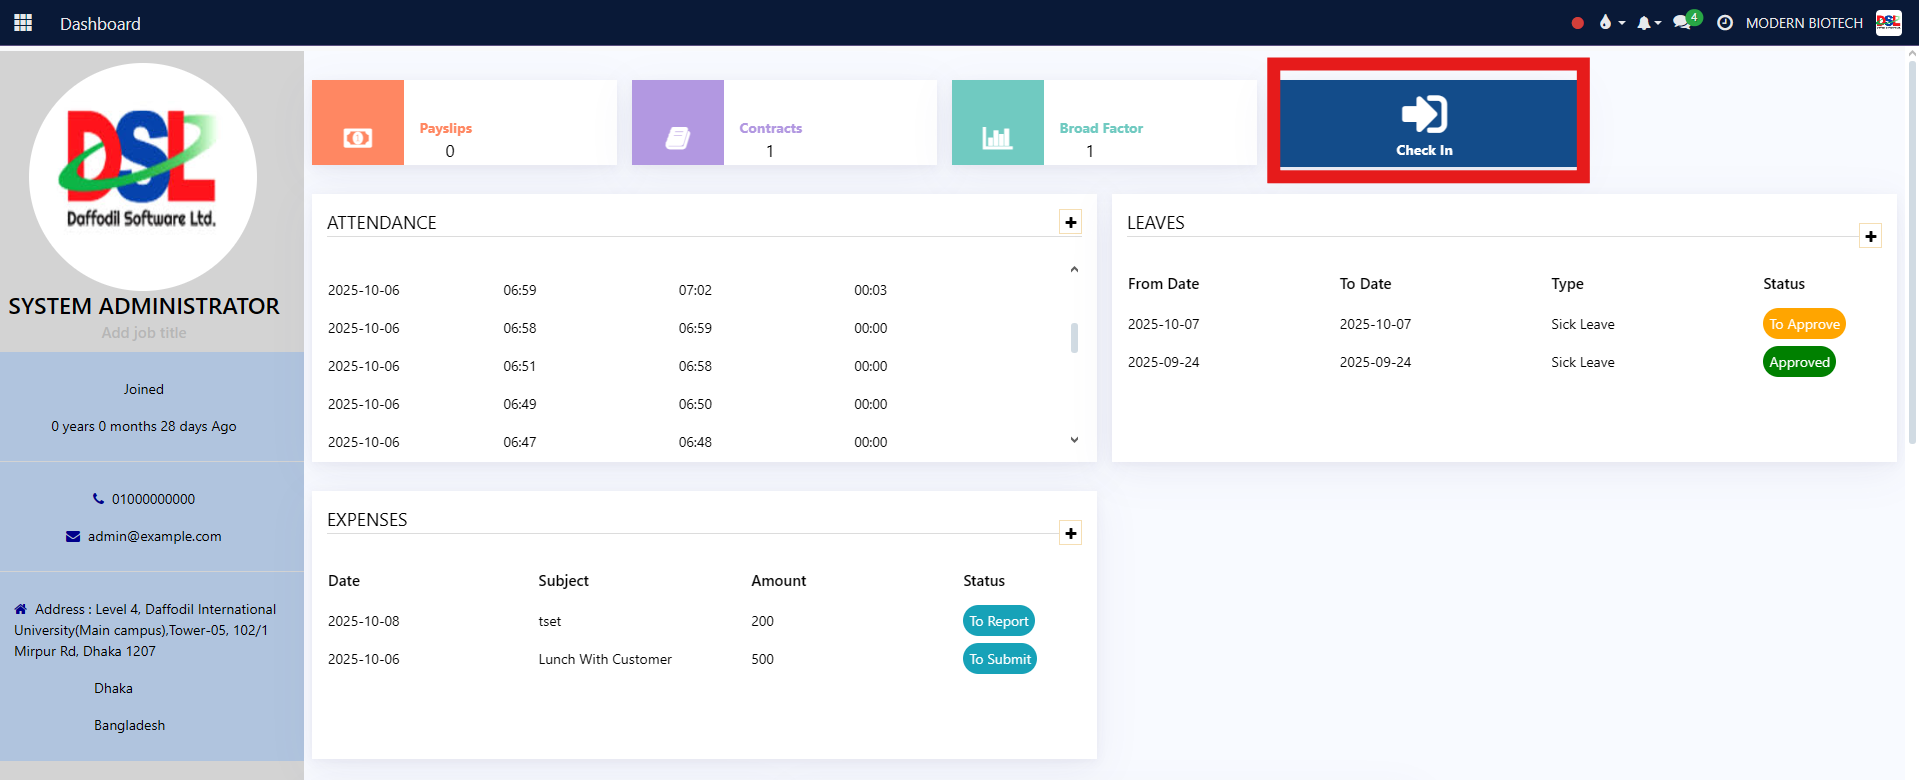 Dashboard
4
MODERN BIOTECH
DSL
DSL
Daffodil Software Ltd.
SYSTEM ADMINISTRATOR
Add job title
Joined
0 years 0 months 28 days Ago
01000000000
admin@example.com
Address : Level 4, Daffodil International
University(Main campus),Tower-05, 102/1
Mirpur Rd, Dhaka 1207
Dhaka
Bangladesh
Payslips
0
Contracts
1
Broad Factor
1
Check In
ATTENDANCE
2025-10-06 06:59 07:02 00:03
2025-10-06 06:58 06:59 00:00
2025-10-06 06:51 06:58 00:00
2025-10-06 06:49 06:50 00:00
2025-10-06 06:47 06:48 00:00
LEAVES
From Date To Date Type Status
2025-10-07 2025-10-07 Sick Leave To Approve
2025-09-24 2025-09-24 Sick Leave Approved
EXPENSES
Date Subject Amount Status
2025-10-08 tset 200 To Report
2025-10-06 Lunch With Customer 500 To Submit